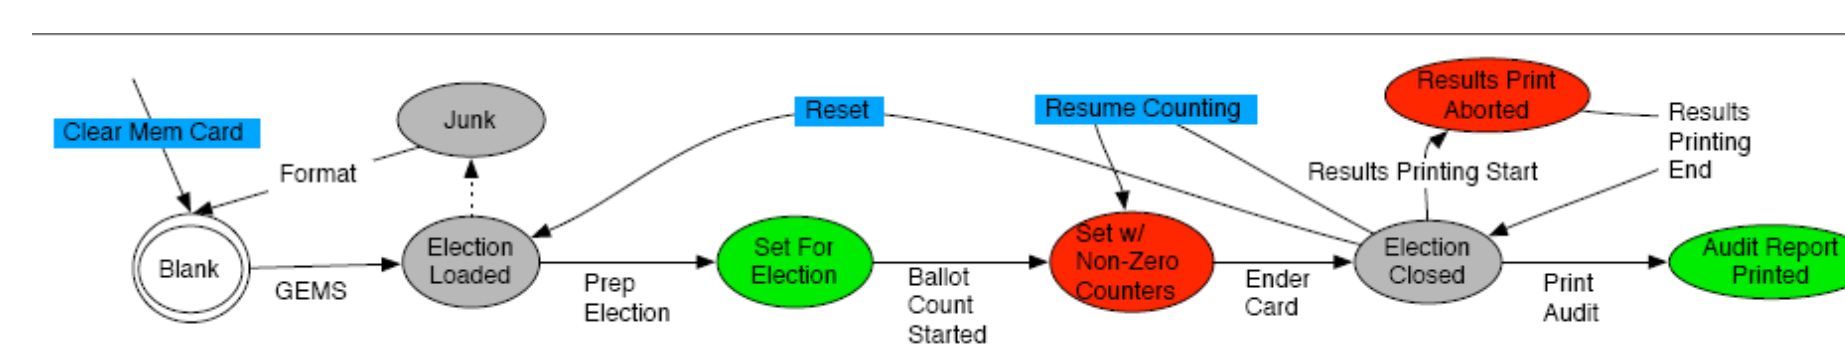 Clear Mem Card
Junk
Format
Reset
Resume Counting
Results Print
Aborted
Results
Printing
End
Results Printing Start
Blank
GEMS
Election
Loaded
Prep
Election
Set For
Election
Ballot
Count
Started
Set w/
Non-Zero
Counters
Ender
Card
Election
Closed
Print
Audit
Audit Report
Printed